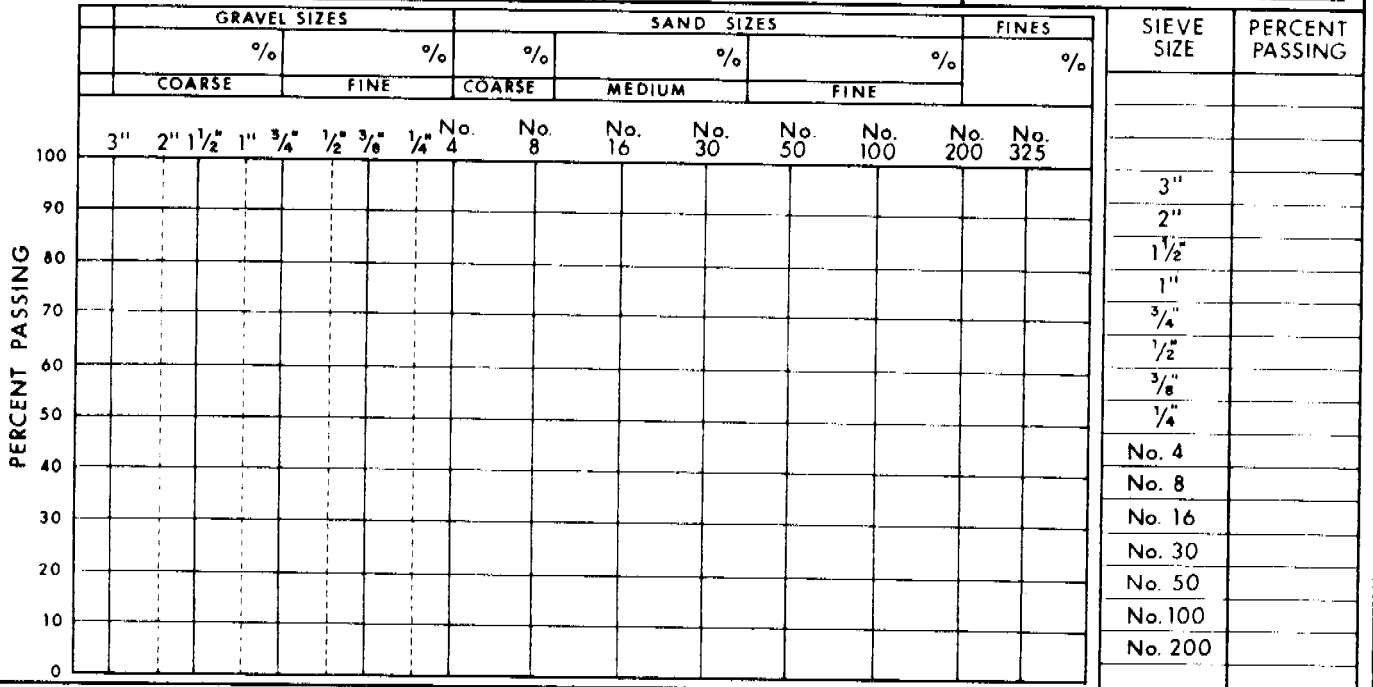 GRAVEL SIZES SAND SIZES FINES
% % % % % %
COARSE FINE COARSE MEDIUM FINE
3" 2" 1½" 1" ¾" ½" ⅜" ¼" No. 4 No. 8 No. 16 No. 30 No. 50 No. 100 No. 200 No. 325
PERCENT PASSING
100
90
80
70
60
50
40
30
20
10
0
SIEVE SIZE PERCENT PASSING
3"
2"
1½"
1"
¾"
½"
⅜"
¼"
No. 4
No. 8
No. 16
No. 30
No. 50
No. 100
No. 200